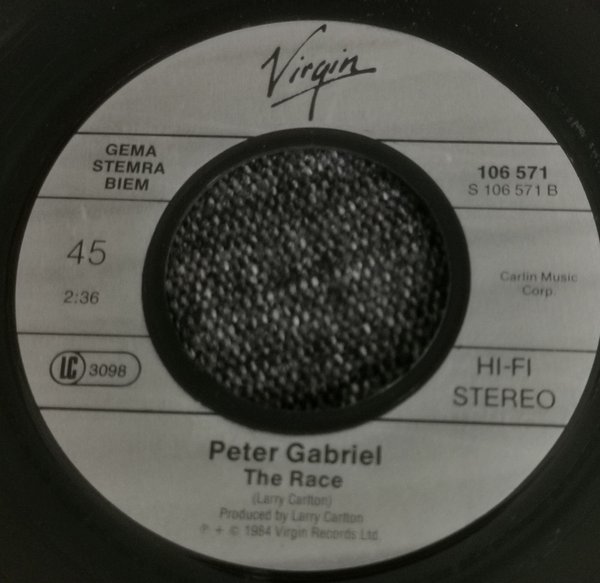 Virgin
GEMA
STEMRA
BIEM
106 571
S 106 571 B
45
2:36
Carlin Music
Corp.
LC 3098
HI-FI
STEREO
Peter Gabriel
The Race
(Larry Carlton)
Produced by Larry Carlton
℗ + © 1984 Virgin Records Ltd.